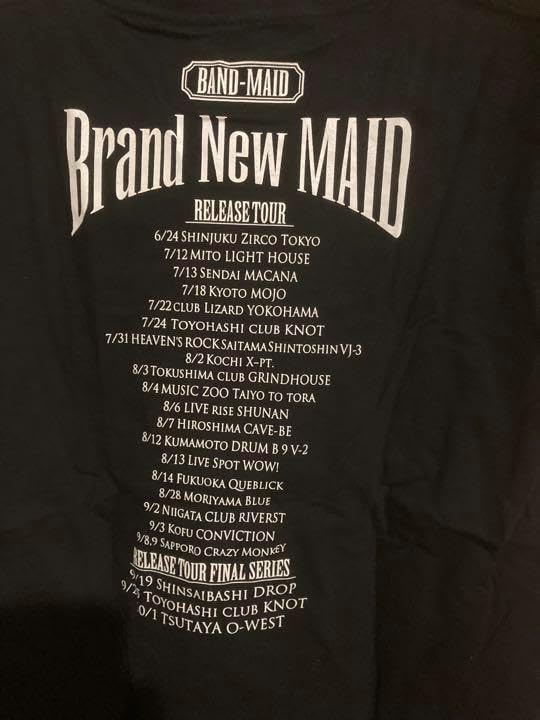 BAND-MAID
Brand New MAID
RELEASE TOUR
6/24 SHINJUKU ZIRCO TOKYO
7/12 MITO LIGHT HOUSE
7/13 SENDAI MACANA
7/18 KYOTO MOJO
7/22 CLUB LIZARD YOKOHAMA
7/24 TOYOHASHI CLUB KNOT
7/31 HEAVEN'S ROCK SAITAMA SHINTOSHIN VJ-3
8/2 KOCHI X-PT.
8/3 TOKUSHIMA CLUB GRINDHOUSE
8/4 MUSIC ZOO TAIYO TO TORA
8/6 LIVE RISE SHUNAN
8/7 HIROSHIMA CAVE-BE
8/12 KUMAMOTO DRUM B 9 V-2
8/13 LIVE SPOT WOW!
8/14 FUKUOKA QUEBLICK
8/28 MORIYAMA BLUE
9/2 NIIGATA CLUB RIVERST
9/3 KOFU CONVICTION
9/8.9 SAPPORO CRAZY MONKEY
RELEASE TOUR FINAL SERIES
9/19 SHINSAIBASHI DROP
TOYOHASHI CLUB KNOT
0/1 TSUTAYA O-WEST